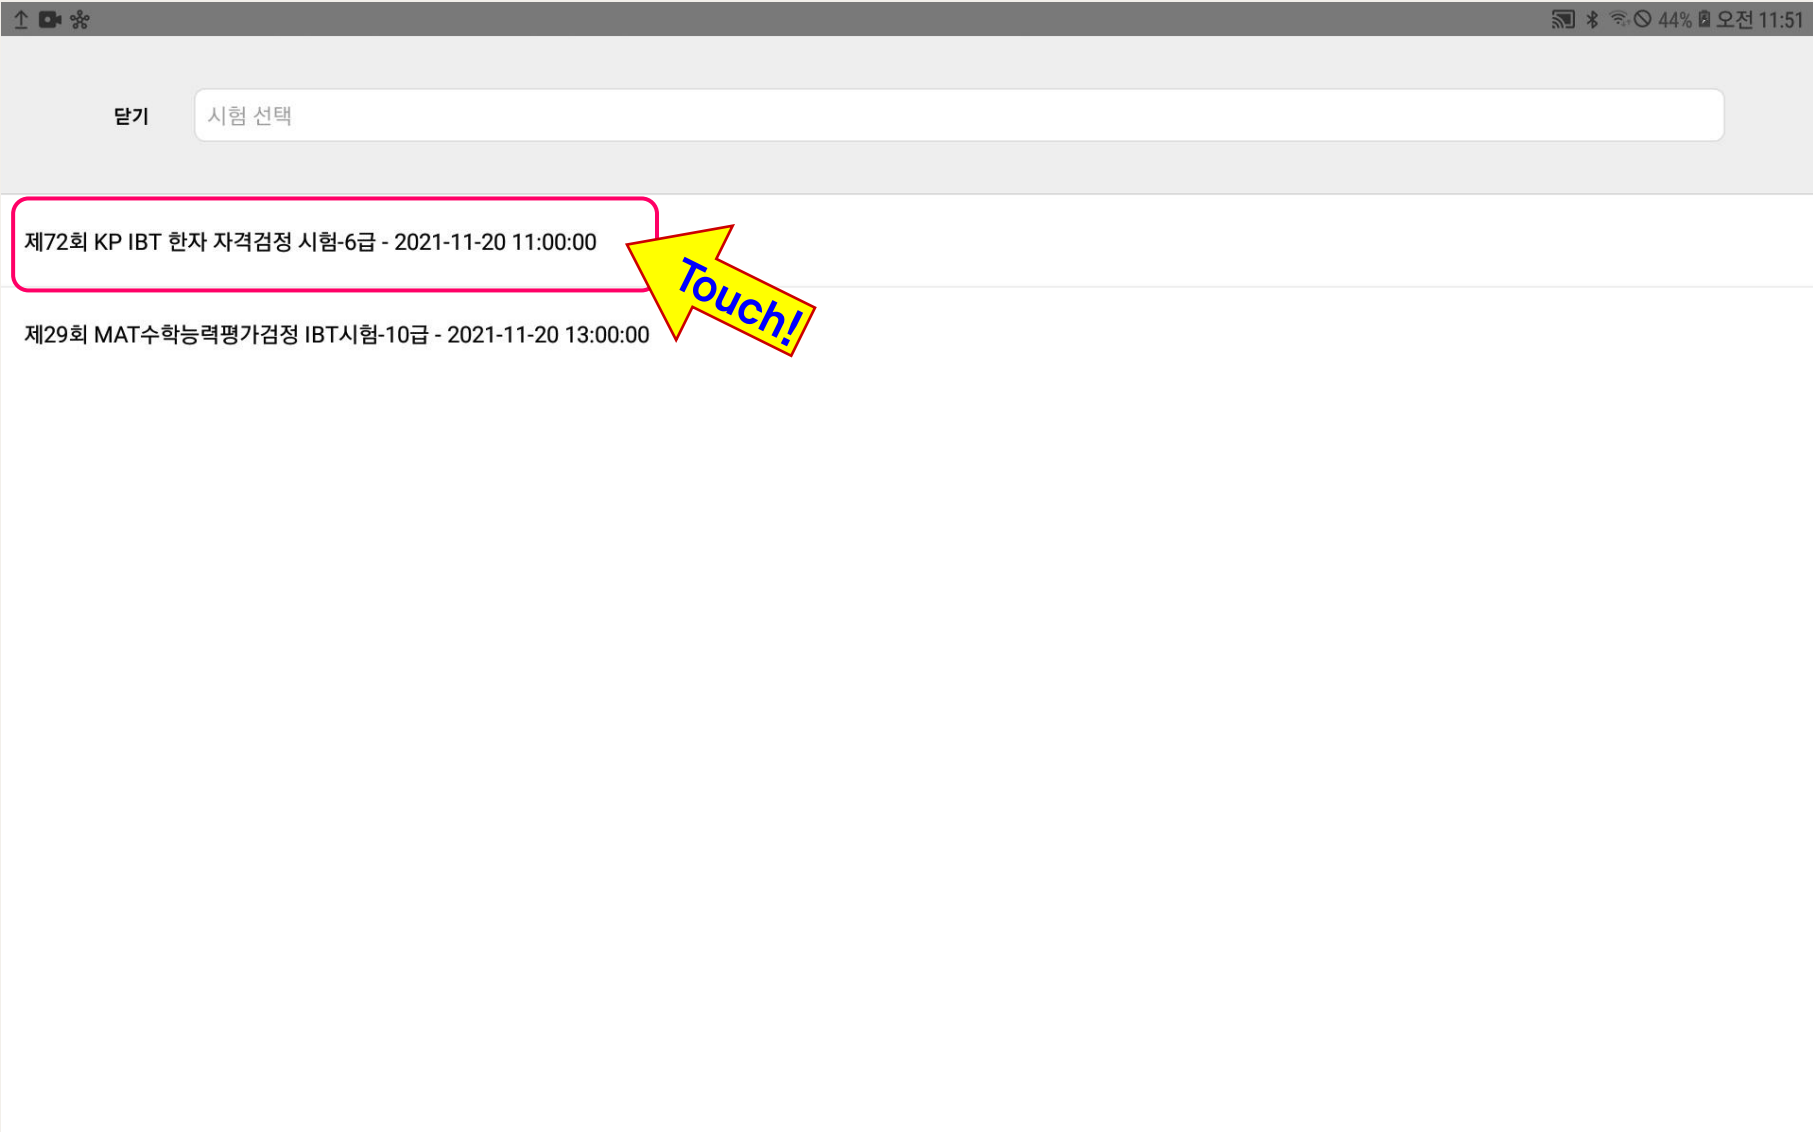 44% 오전 11:51
닫기
시험 선택
제72회 KP IBT 한자 자격검정 시험-6급 - 2021-11-20 11:00:00
Touch!
제29회 MAT수학능력평가검정 IBT시험-10급 - 2021-11-20 13:00:00